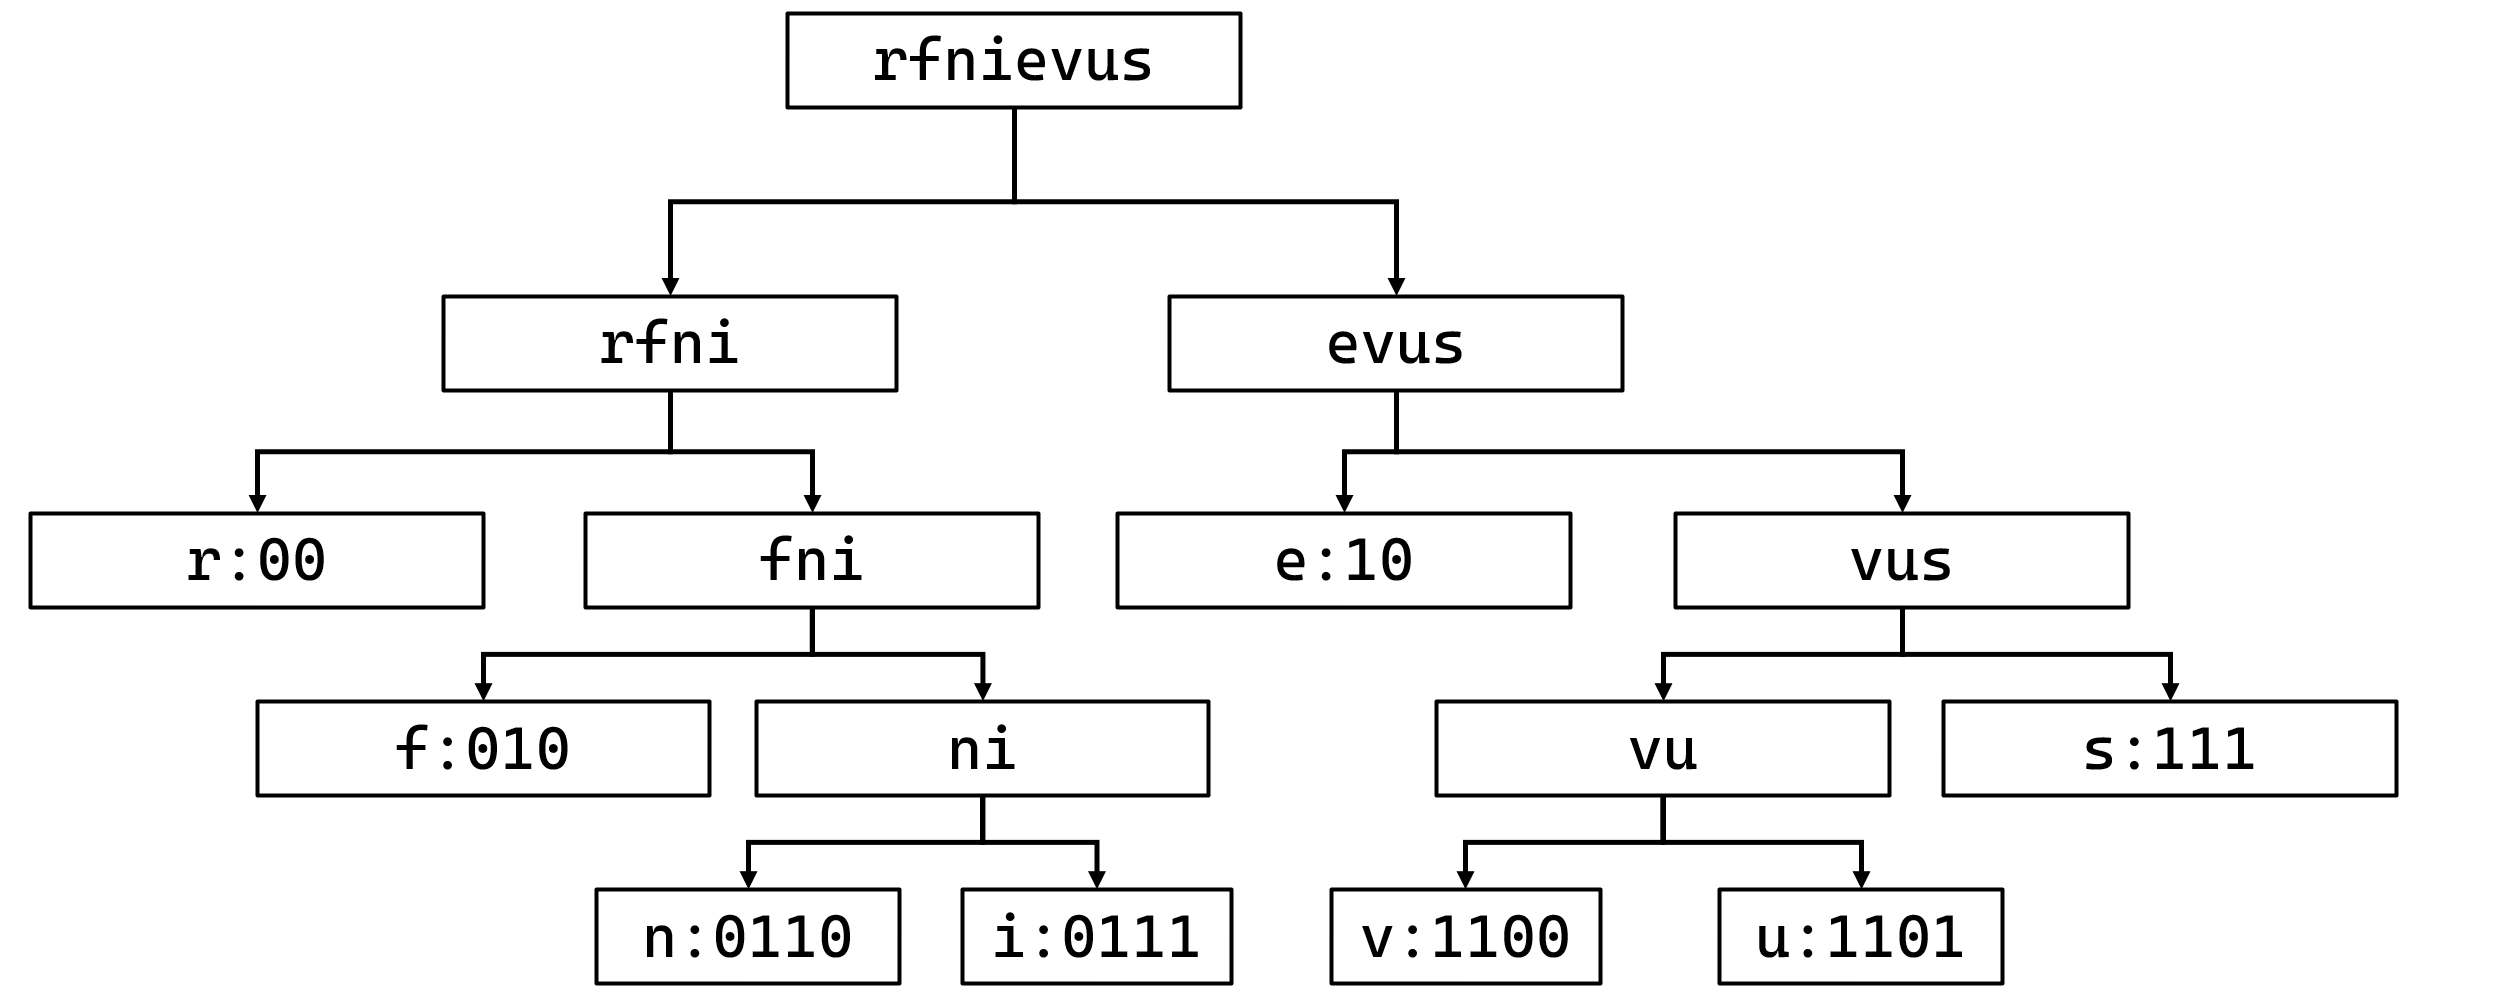 rfnievus
rfni
evus
r:00
fni
e:10
vus
f:010
ni
vu
s:111
n:0110
i:0111
v:1100
u:1101